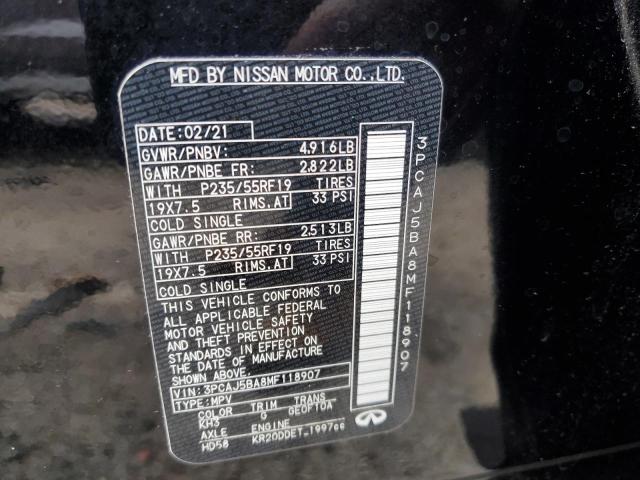 MFD BY NISSAN MOTOR CO.,LTD.
DATE:02/21
GVWR/PNBV: 4.916LB
GAWR/PNBE FR: 2.822LB
WITH P235/55RF19 TIRES
19X7.5 RIMS.AT 33 PSI
COLD SINGLE
GAWR/PNBE RR: 2.513LB
WITH P235/55RF19 TIRES
19X7.5 RIMS.AT 33 PSI
COLD SINGLE
THIS VEHICLE CONFORMS TO
ALL APPLICABLE FEDERAL
MOTOR VEHICLE SAFETY
AND THEFT PREVENTION
STANDARDS IN EFFECT ON
THE DATE OF MANUFACTURE
SHOWN ABOVE.
VIN:3PCAJ5BA8MF118907
TYPE:MPV
COLOR TRIM TRANS
KH3 G GE0F10A
AXLE ENGINE
HD58 KR20DDET 1997cc
3PCAJ5BA8MF118907